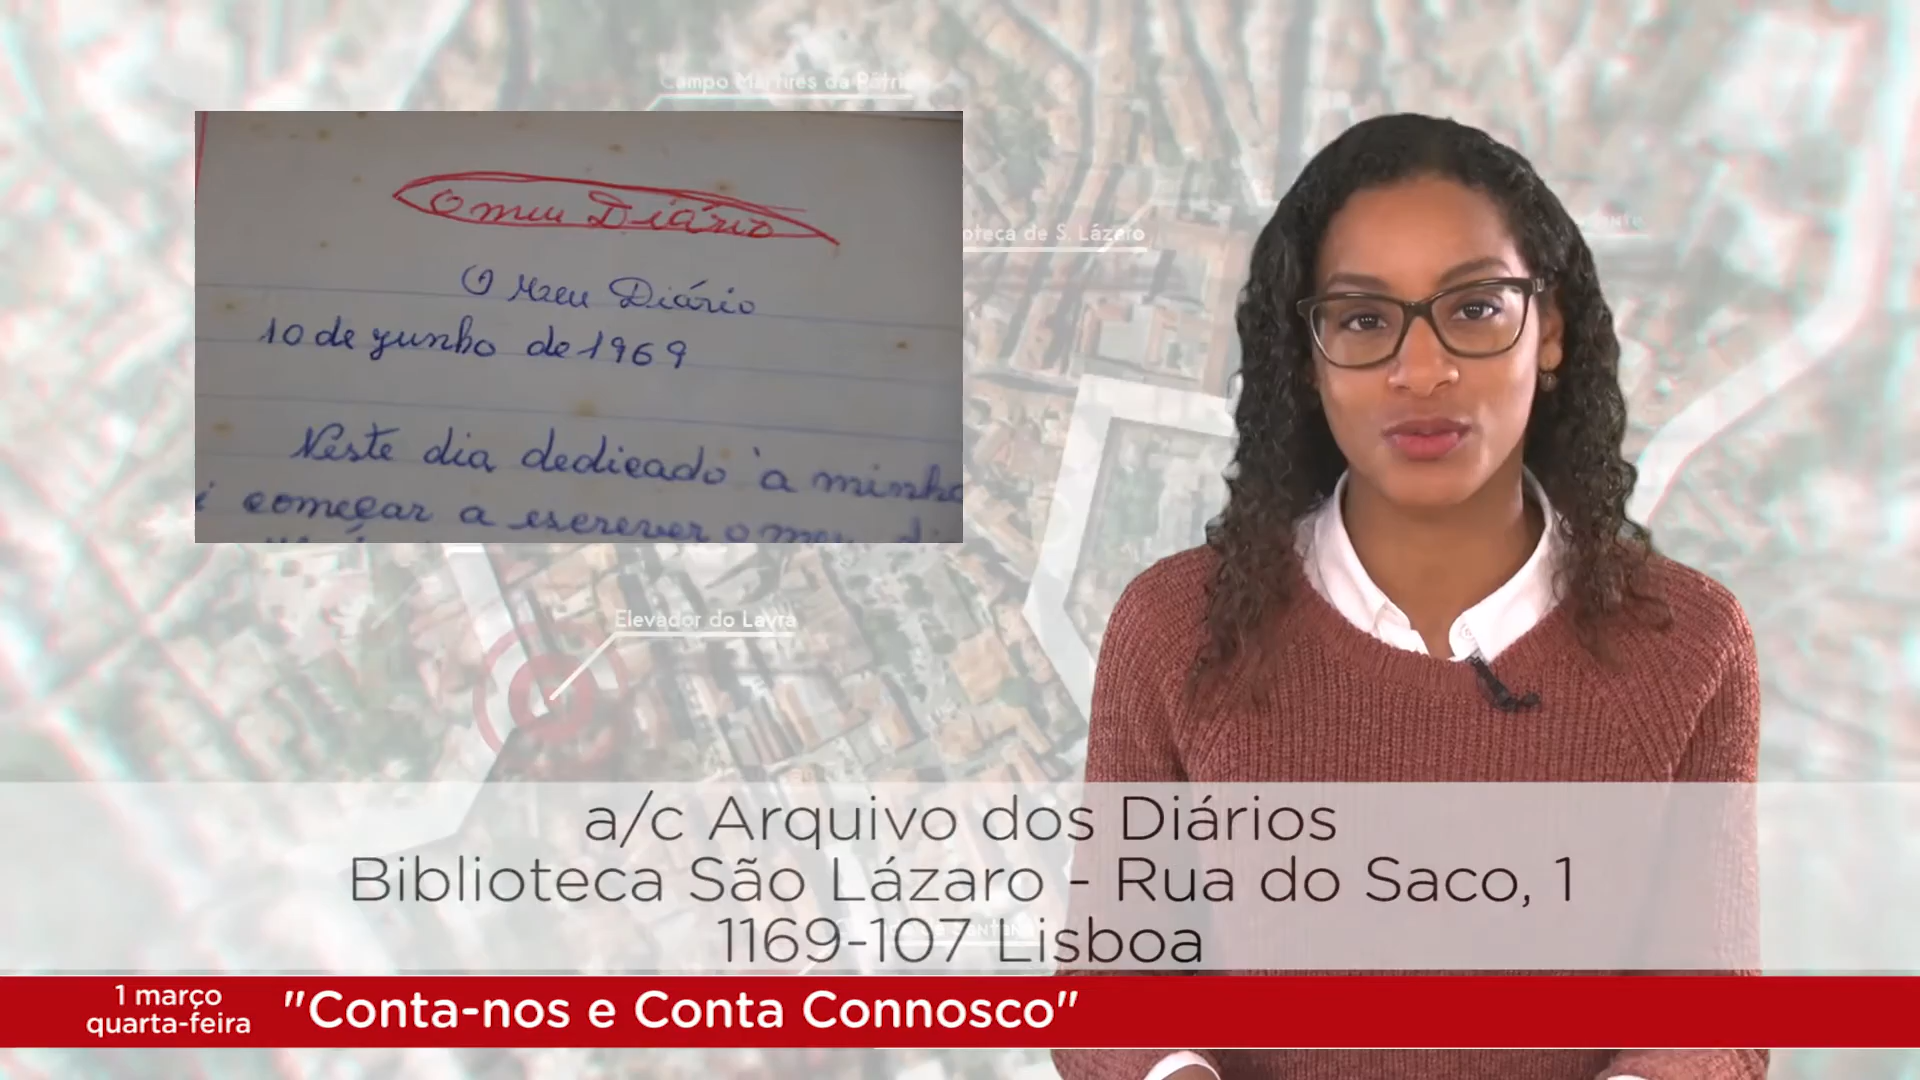 Campo Mártires da Pátria
O meu Diário
O Meu Diário
10 de junho de 1969
Neste dia dedicado à minha
começar a escrever o meu di
oteca de S. Lázaro
Elevador do Lavra
a/c Arquivo dos Diários
Biblioteca São Lázaro - Rua do Saco, 1
1169-107 Lisboa
1 março
quarta-feira
"Conta-nos e Conta Connosco"